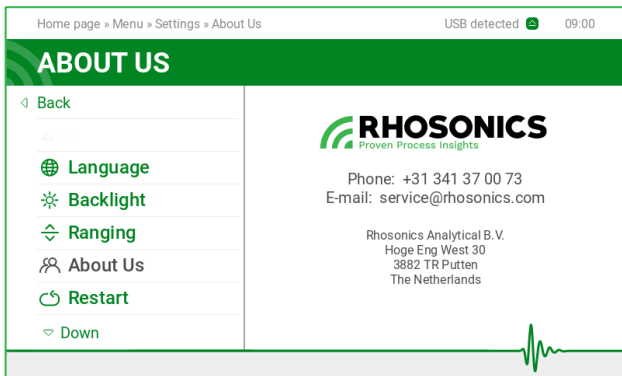 Home page » Menu » Settings » About Us
USB detected
09:00
ABOUT US
Back
Language
Backlight
Ranging
About Us
Restart
Down
RHOSONICS
Proven Process Insights
Phone: +31 341 37 00 73
E-mail: service@rhosonics.com
Rhosonics Analytical B.V.
Hoge Eng West 30
3882 TR Putten
The Netherlands